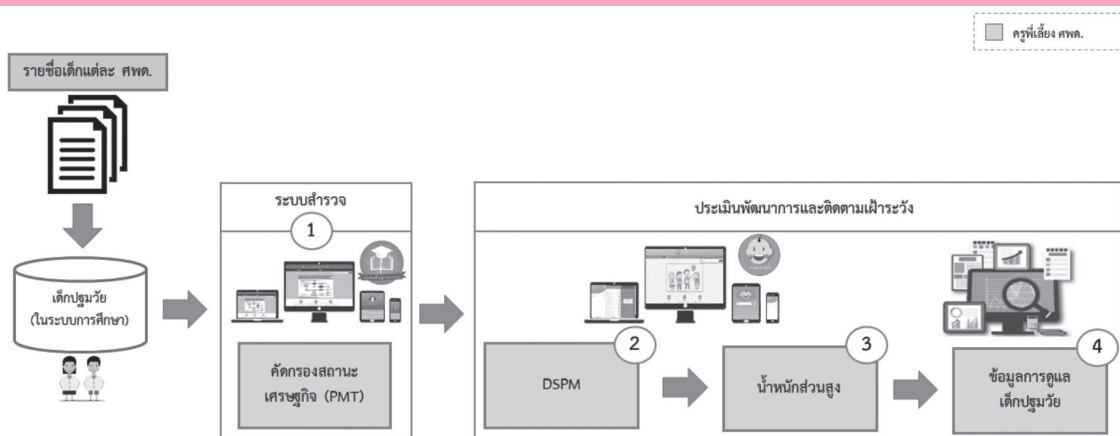 ครูพี่เลี้ยง ศพด.
รายชื่อเด็กแต่ละ ศพด.
เด็กปฐมวัย
(ในระบบการศึกษา)
ระบบสำรวจ
1
คัดกรองสถานะ
เศรษฐกิจ (PMT)
ประเมินพัฒนาการและติดตามเฝ้าระวัง
2
DSPM
3
น้ำหนักส่วนสูง
4
ข้อมูลการดูแล
เด็กปฐมวัย